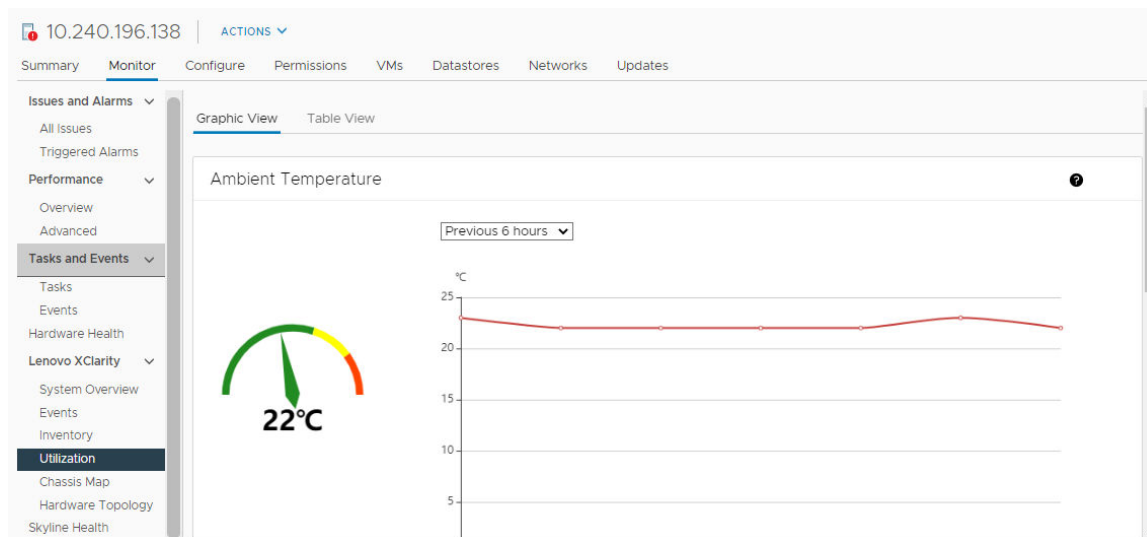 10.240.196.138 ACTIONS
Summary Monitor Configure Permissions VMs Datastores Networks Updates
Issues and Alarms
All Issues
Triggered Alarms
Performance
Overview
Advanced
Tasks and Events
Tasks
Events
Hardware Health
Lenovo XClarity
System Overview
Events
Inventory
Utilization
Chassis Map
Hardware Topology
Skyline Health
Graphic View Table View
Ambient Temperature
Previous 6 hours
22°C
°C
25
20
15
10
5